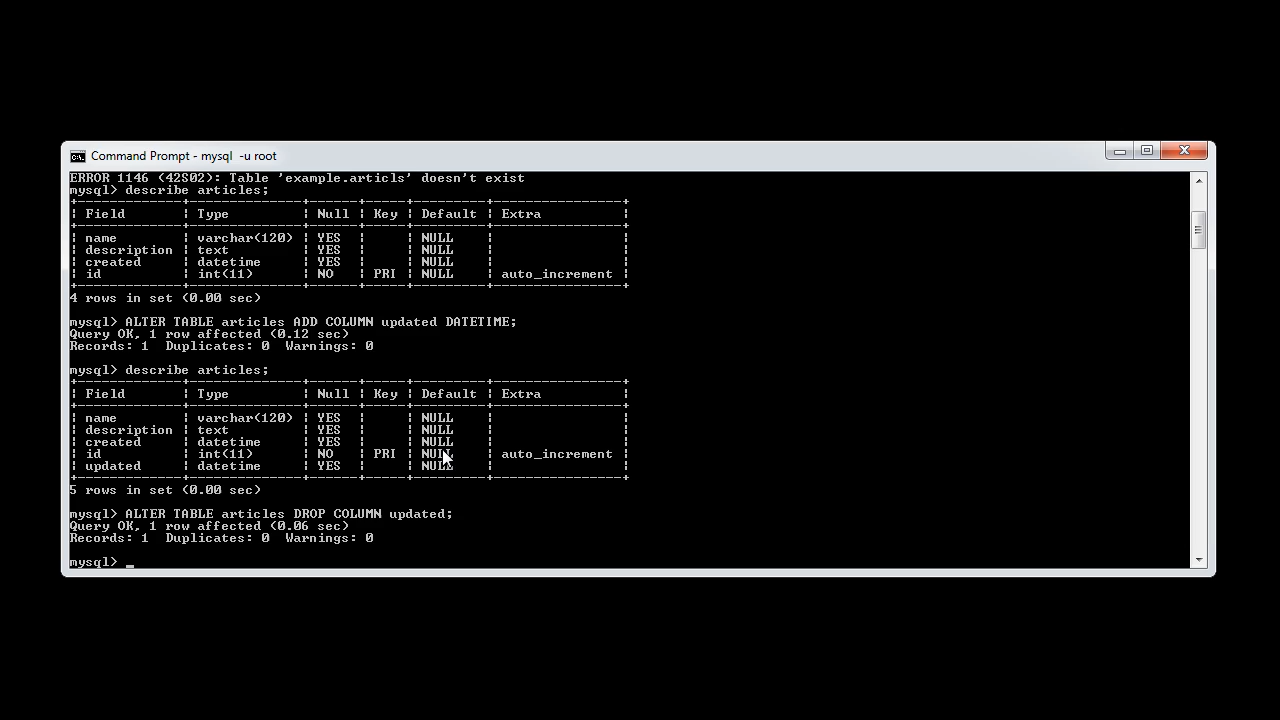 Command Prompt - mysql  -u root
ERROR 1146 (42S02): Table 'example.articls' doesn't exist
mysql> describe articles;
+-------------+--------------+------+-----+---------+----------------+
| Field       | Type         | Null | Key | Default | Extra          |
+-------------+--------------+------+-----+---------+----------------+
| name        | varchar(120) | YES  |     | NULL    |                |
| description | text         | YES  |     | NULL    |                |
| created     | datetime     | YES  |     | NULL    |                |
| id          | int(11)      | NO   | PRI | NULL    | auto_increment |
+-------------+--------------+------+-----+---------+----------------+
4 rows in set (0.00 sec)
mysql> ALTER TABLE articles ADD COLUMN updated DATETIME;
Query OK, 1 row affected (0.12 sec)
Records: 1  Duplicates: 0  Warnings: 0
mysql> describe articles;
+-------------+--------------+------+-----+---------+----------------+
| Field       | Type         | Null | Key | Default | Extra          |
+-------------+--------------+------+-----+---------+----------------+
| name        | varchar(120) | YES  |     | NULL    |                |
| description | text         | YES  |     | NULL    |                |
| created     | datetime     | YES  |     | NULL    |                |
| id          | int(11)      | NO   | PRI | NULL    | auto_increment |
| updated     | datetime     | YES  |     | NULL    |                |
+-------------+--------------+------+-----+---------+----------------+
5 rows in set (0.00 sec)
mysql> ALTER TABLE articles DROP COLUMN updated;
Query OK, 1 row affected (0.06 sec)
Records: 1  Duplicates: 0  Warnings: 0
mysql> _